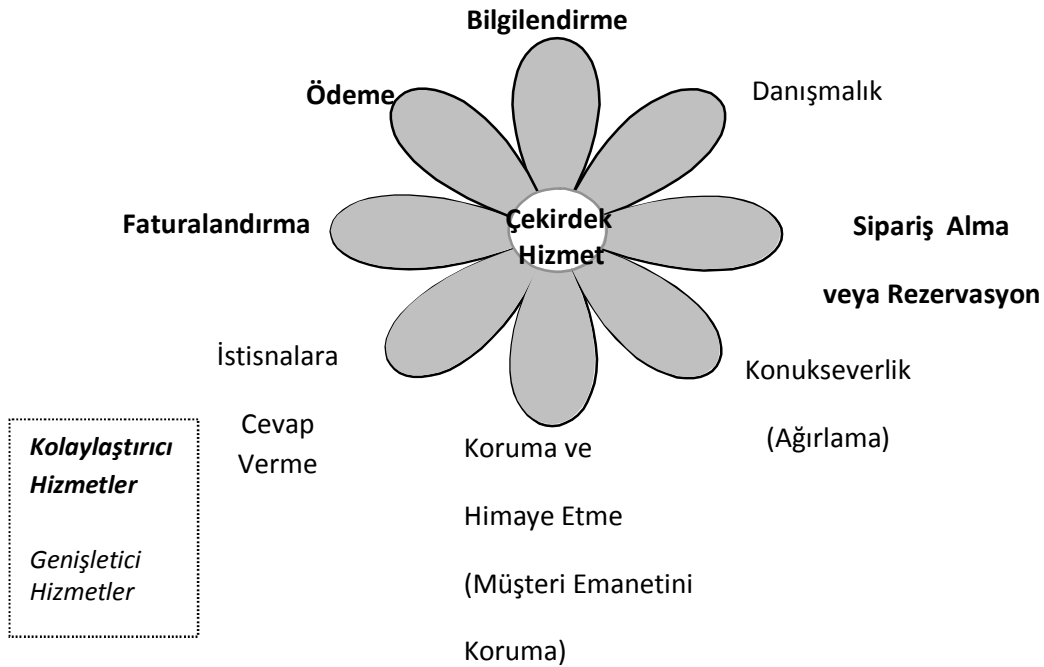 Bilgilendirme
Ödeme
Danışmalık
Faturalandırma
Çekirdek
Hizmet
Sipariş Alma
veya Rezervasyon
İstisnalara
Cevap
Verme
Konukseverlik
(Ağırlama)
Koruma ve
Himaye Etme
(Müşteri Emanetini
Koruma)
Kolaylaştırıcı
Hizmetler
Genişletici
Hizmetler